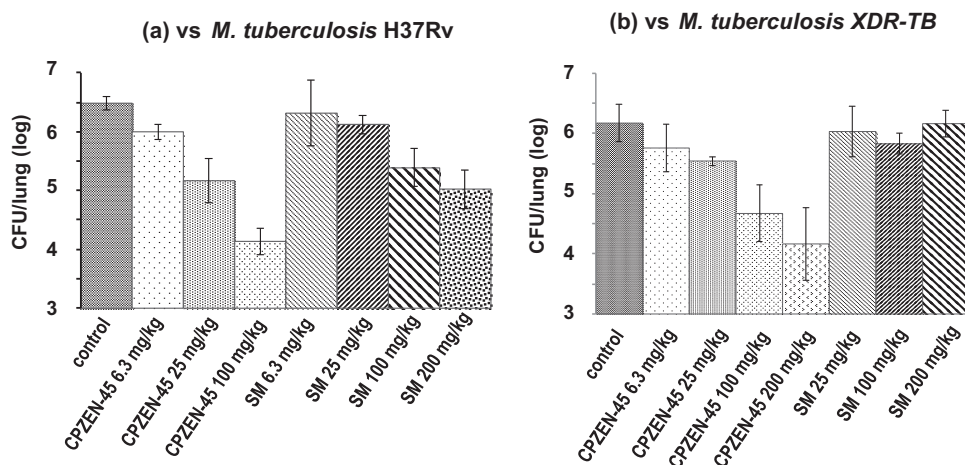 (a) vs M. tuberculosis H37Rv
CFU/lung (log)
7
6
5
4
3
control
CPZEN-45 6.3 mg/kg
CPZEN-45 25 mg/kg
CPZEN-45 100 mg/kg
SM 6.3 mg/kg
SM 25 mg/kg
SM 100 mg/kg
SM 200 mg/kg
(b) vs M. tuberculosis XDR-TB
CFU/lung (log)
7
6
5
4
3
control
CPZEN-45 6.3 mg/kg
CPZEN-45 25 mg/kg
CPZEN-45 100 mg/kg
CPZEN-45 200 mg/kg
SM 25 mg/kg
SM 100 mg/kg
SM 200 mg/kg